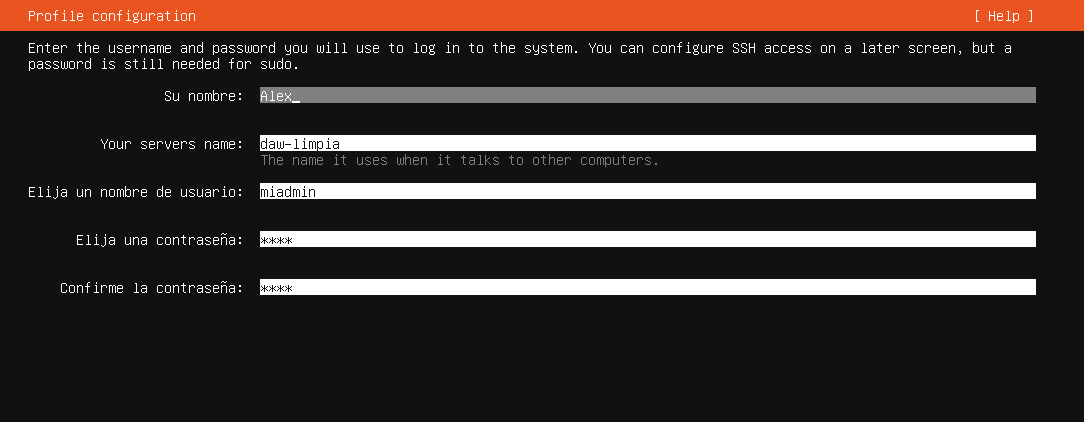 Profile configuration [ Help ]
Enter the username and password you will use to log in to the system. You can configure SSH access on a later screen, but a
password is still needed for sudo.
Su nombre: Alex_
Your servers name: daw-limpia
The name it uses when it talks to other computers.
Elija un nombre de usuario: miadmin
Elija una contraseña: ****
Confirme la contraseña: ****